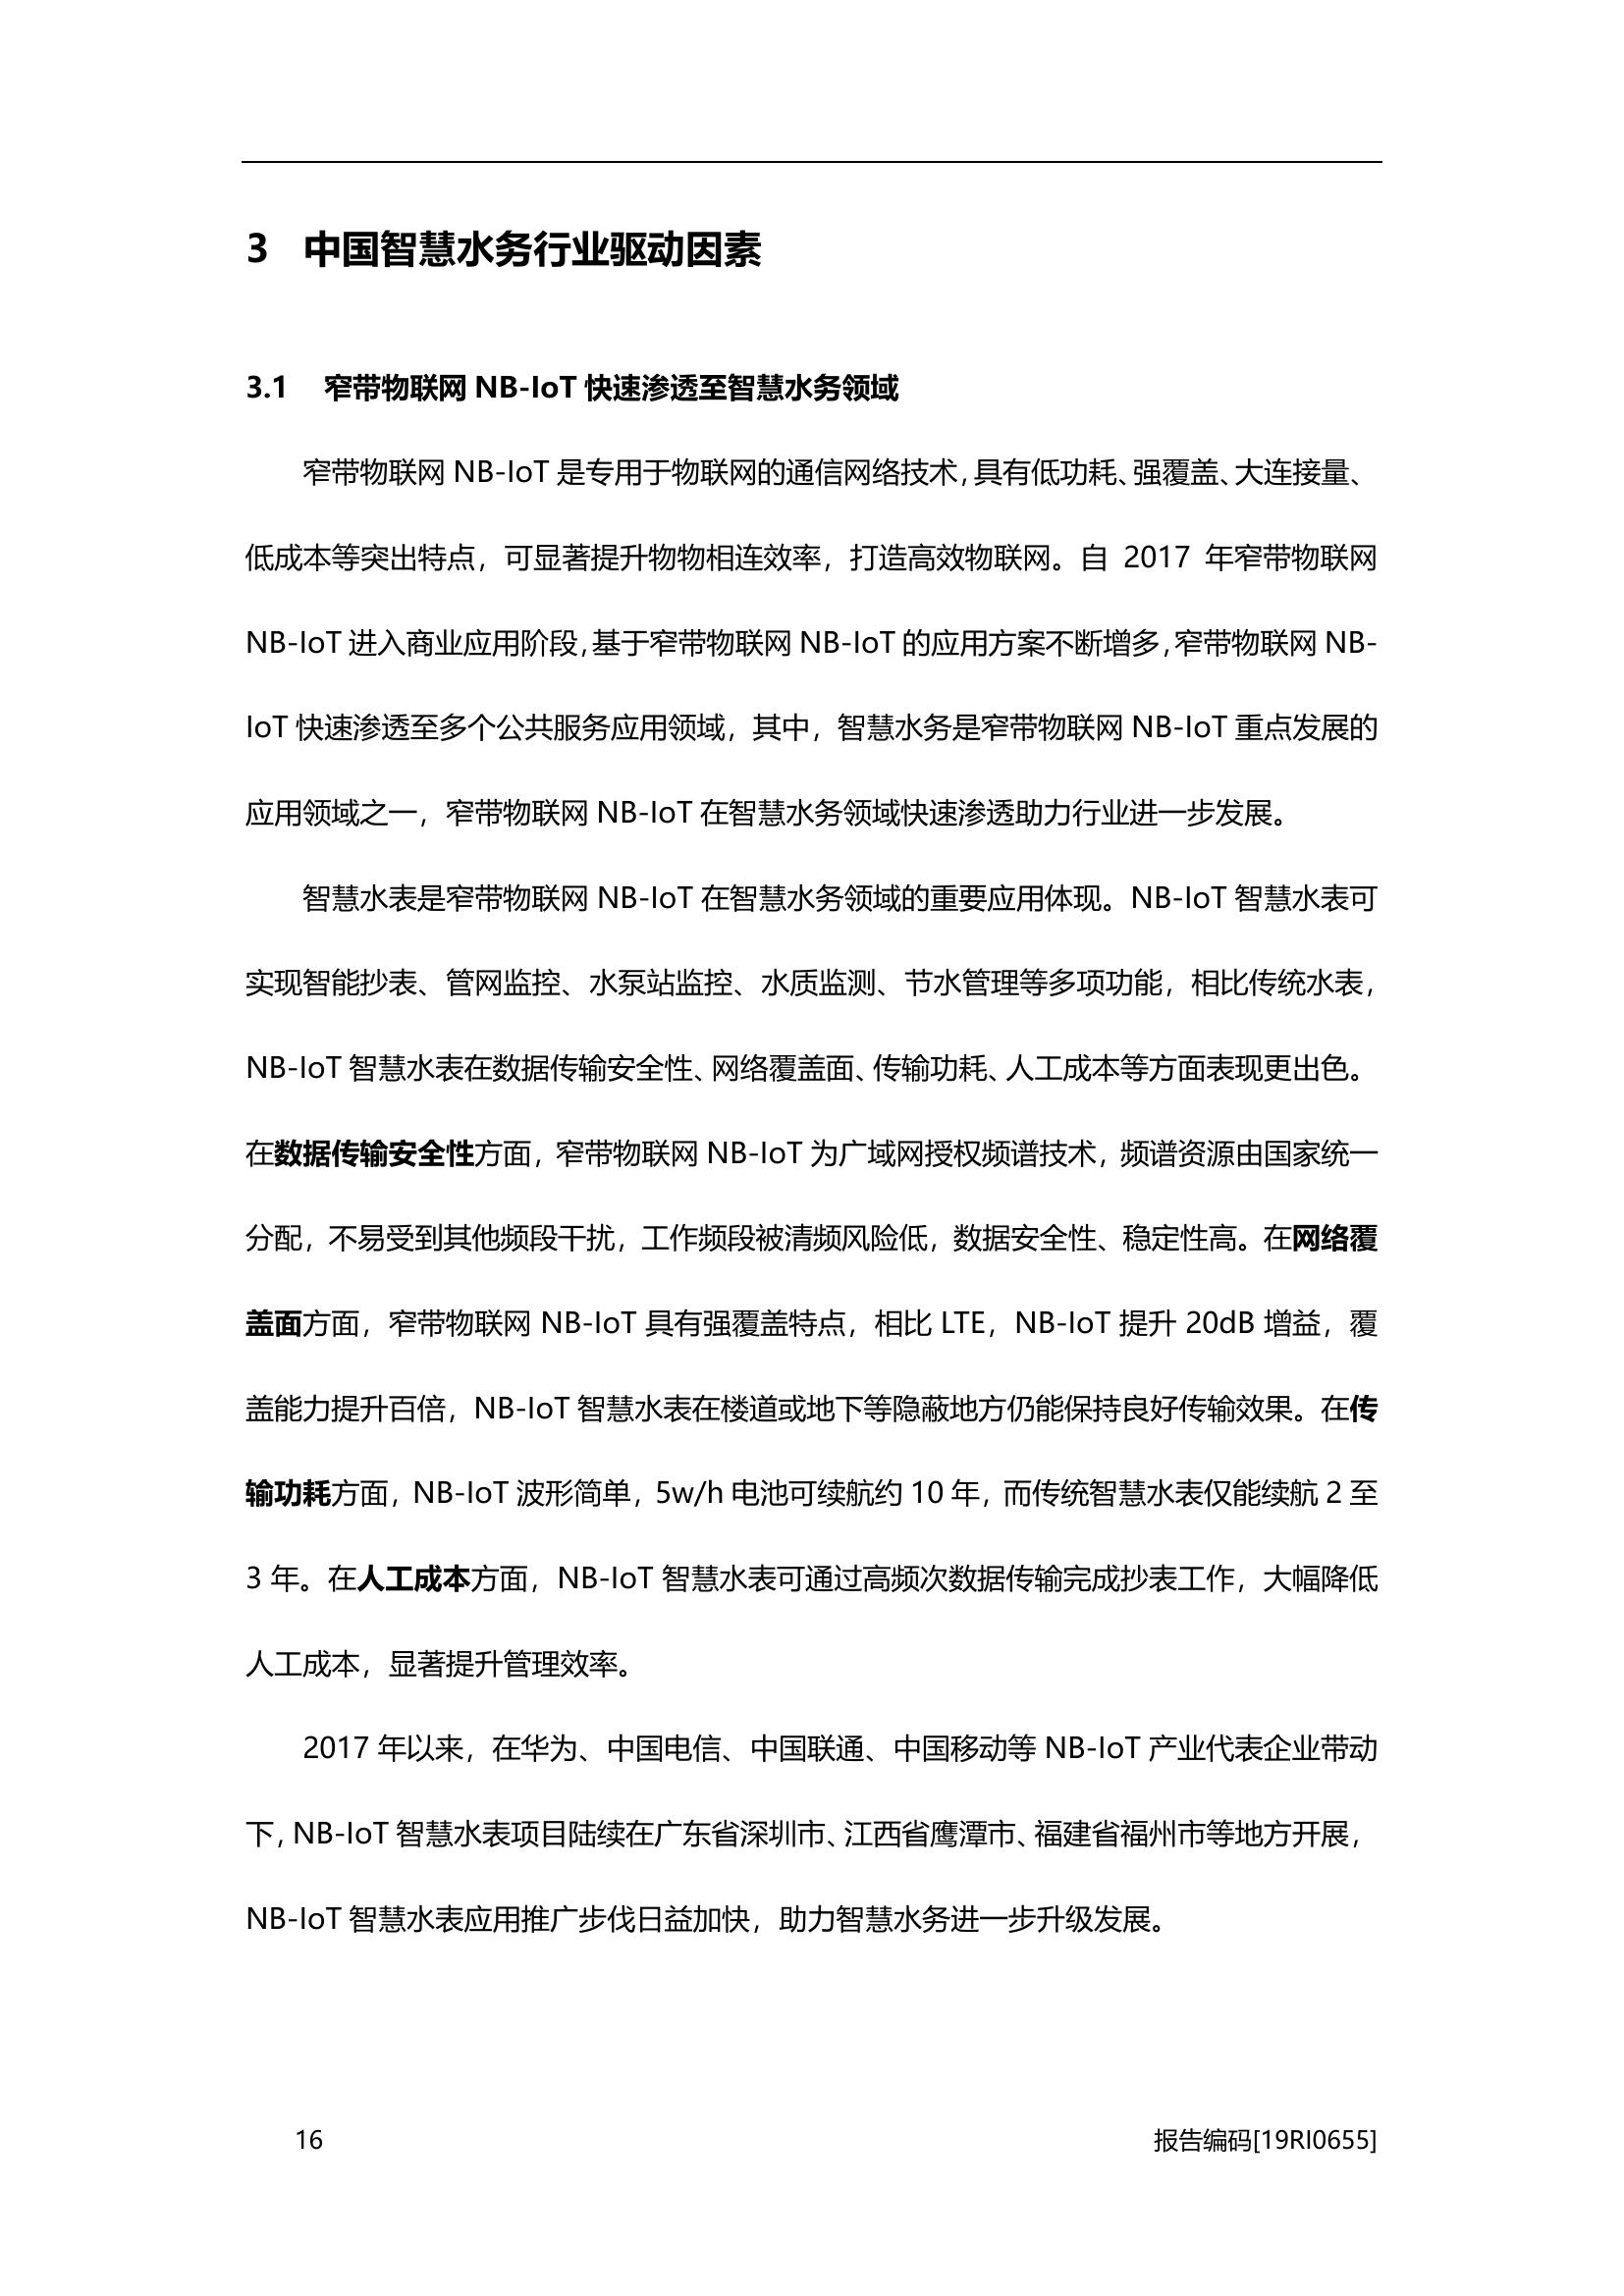 3 中国智慧水务行业驱动因素
3.1 窄带物联网 NB-IoT 快速渗透至智慧水务领域
窄带物联网 NB-IoT 是专用于物联网的通信网络技术，具有低功耗、强覆盖、大连接量、
低成本等突出特点，可显著提升物物相连效率，打造高效物联网。自 2017 年窄带物联网
NB-IoT 进入商业应用阶段，基于窄带物联网 NB-IoT 的应用方案不断增多，窄带物联网 NB-
IoT 快速渗透至多个公共服务应用领域，其中，智慧水务是窄带物联网 NB-IoT 重点发展的
应用领域之一，窄带物联网 NB-IoT 在智慧水务领域快速渗透助力行业进一步发展。
智慧水表是窄带物联网 NB-IoT 在智慧水务领域的重要应用体现。NB-IoT 智慧水表可
实现智能抄表、管网监控、水泵站监控、水质监测、节水管理等多项功能，相比传统水表，
NB-IoT 智慧水表在数据传输安全性、网络覆盖面、传输功耗、人工成本等方面表现更出色。
在数据传输安全性方面，窄带物联网 NB-IoT 为广域网授权频谱技术，频谱资源由国家统一
分配，不易受到其他频段干扰，工作频段被清频风险低，数据安全性、稳定性高。在网络覆
盖面方面，窄带物联网 NB-IoT 具有强覆盖特点，相比 LTE，NB-IoT 提升 20dB 增益，覆
盖能力提升百倍，NB-IoT 智慧水表在楼道或地下等隐蔽地方仍能保持良好传输效果。在传
输功耗方面，NB-IoT 波形简单，5w/h 电池可续航约 10 年，而传统智慧水表仅能续航 2 至
3 年。在人工成本方面，NB-IoT 智慧水表可通过高频次数据传输完成抄表工作，大幅降低
人工成本，显著提升管理效率。
2017 年以来，在华为、中国电信、中国联通、中国移动等 NB-IoT 产业代表企业带动
下，NB-IoT 智慧水表项目陆续在广东省深圳市、江西省鹰潭市、福建省福州市等地方开展，
NB-IoT 智慧水表应用推广步伐日益加快，助力智慧水务进一步升级发展。
16 报告编码[19RI0655]